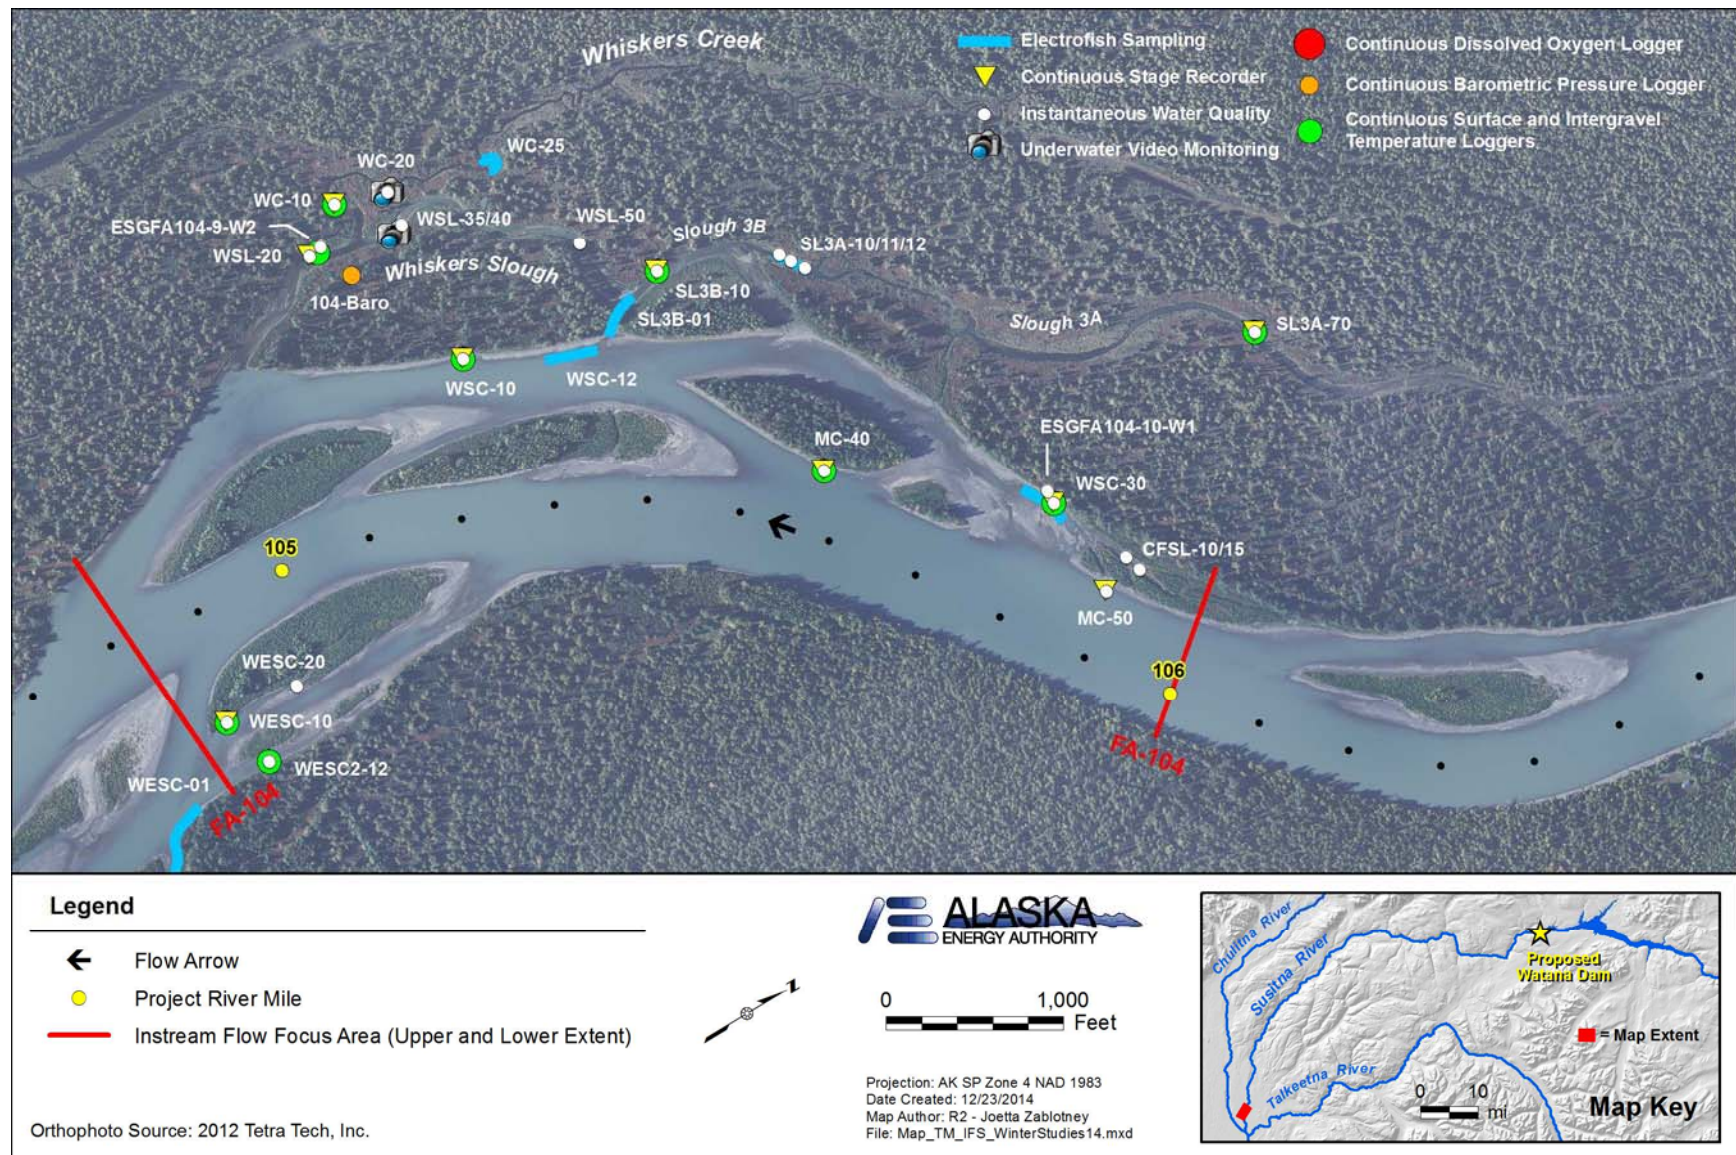 Whiskers Creek
Electrofish Sampling
Continuous Stage Recorder
Instantaneous Water Quality
Underwater Video Monitoring
Continuous Dissolved Oxygen Logger
Continuous Barometric Pressure Logger
Continuous Surface and Intergravel
Temperature Loggers
WC-25
WC-20
WC-10
WSL-35/40
WSL-50
ESGFA104-9-W2
WSL-20
Whiskers Slough
104-Baro
Slough 3B
SL3A-10/11/12
SL3B-10
SL3B-01
Slough 3A
SL3A-70
WSC-10
WSC-12
MC-40
ESGFA104-10-W1
WSC-30
CFSL-10/15
MC-50
105
106
FA-104
WESC-20
WESC-10
WESC2-12
WESC-01
FA-104
Legend
Flow Arrow
Project River Mile
Instream Flow Focus Area (Upper and Lower Extent)
Orthophoto Source: 2012 Tetra Tech, Inc.
ALASKA
ENERGY AUTHORITY
Z
0 1,000
Feet
Projection: AK SP Zone 4 NAD 1983
Date Created: 12/23/2014
Map Author: R2 - Joetta Zablotney
File: Map_TM_IFS_WinterStudies14.mxd
Chulitna River
Susitna River
Proposed
Watana Dam
= Map Extent
Talkeetna River
0 10
mi
Map Key